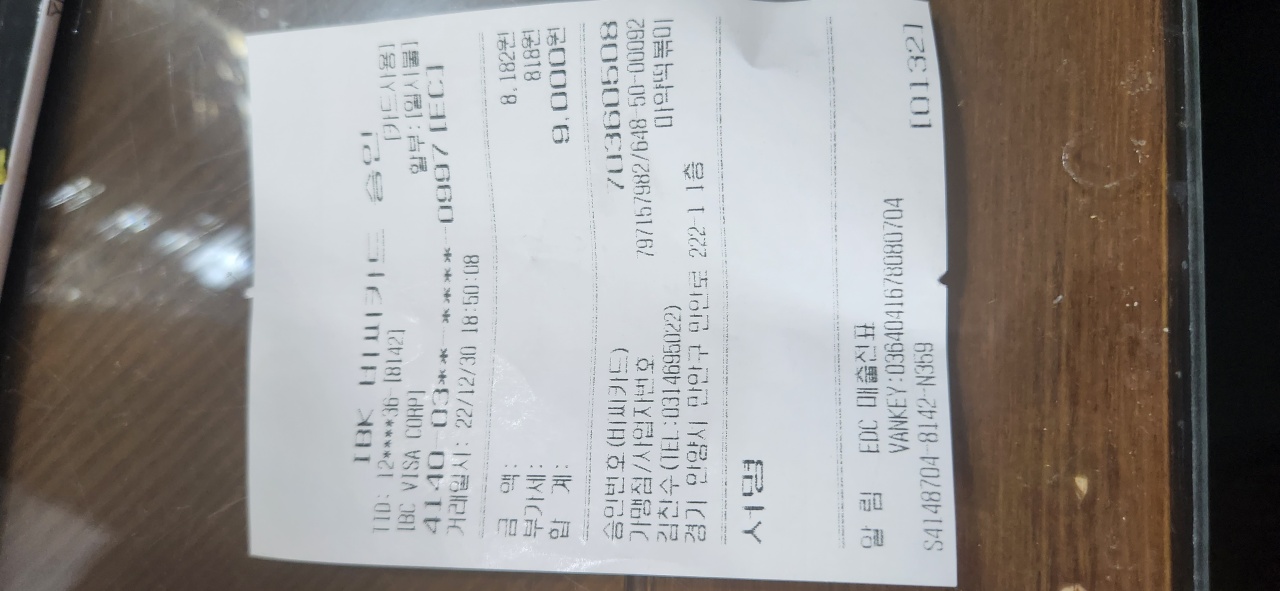 IBK 비씨카드 승인
TID: 12****36 [8142] [카드사용]
[BC VISA CORP] 할부: [일시불]
4140-03**-****-0997 [EC]
거래일시: 22/12/30 18:50:08
금 액: 8,182원
부가세: 818원
합 계: 9,000원
승인번호(비씨카드) 70360508
가맹점/사업자번호 797157982/648-50-00092
김찬수(TEL:0314695022) 마약떡볶이
경기 안양시 만안구 만안로 222-1 1층
서명
알 림 EDC 매출전표
VANKEY:0364041678080704
S4148704-8142-N359 [0132]